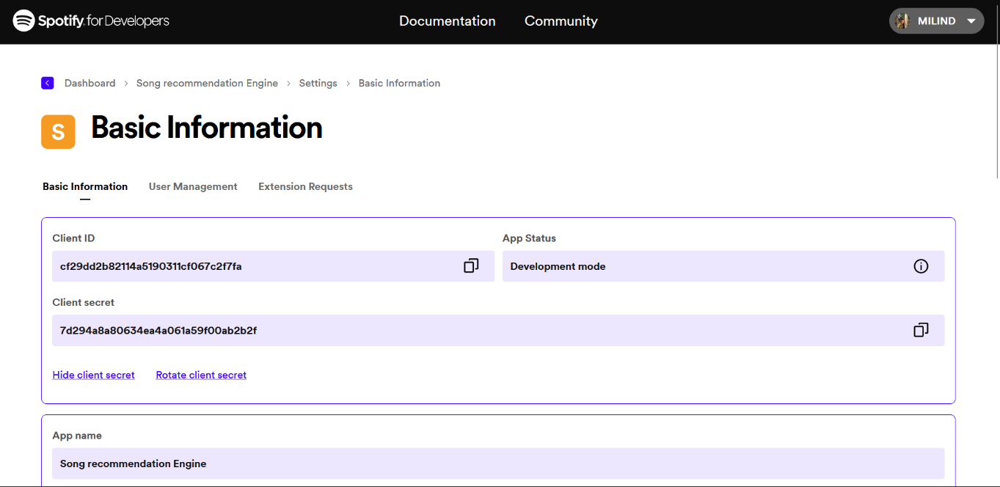 Spotify for Developers Documentation Community MILIND
Dashboard > Song recommendation Engine > Settings > Basic Information
S Basic Information
Basic Information User Management Extension Requests
Client ID App Status
cf29dd2b82114a5190311cf067c2f7fa Development mode
Client secret
7d294a8a80634ea4a061a59f00ab2b2f
Hide client secret Rotate client secret
App name
Song recommendation Engine